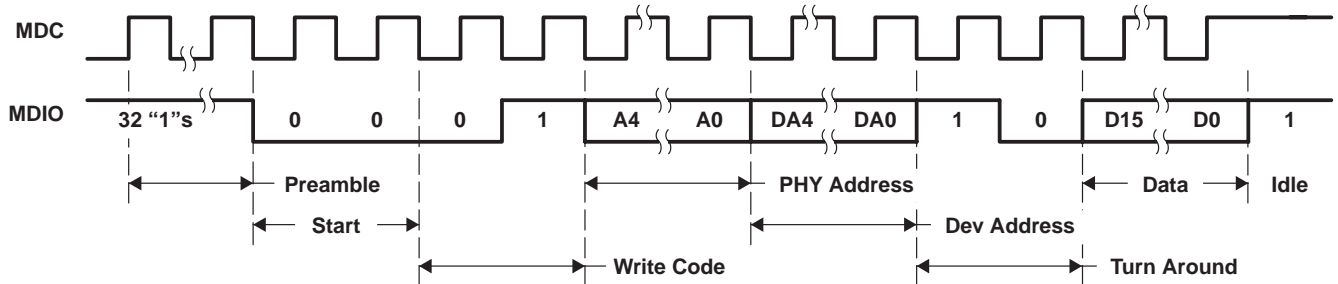 MDC
MDIO
32 “1”s 0 0 0 1 A4 A0 DA4 DA0 1 0 D15 D0 1
Preamble PHY Address Data Idle
Start Dev Address
Write Code Turn Around